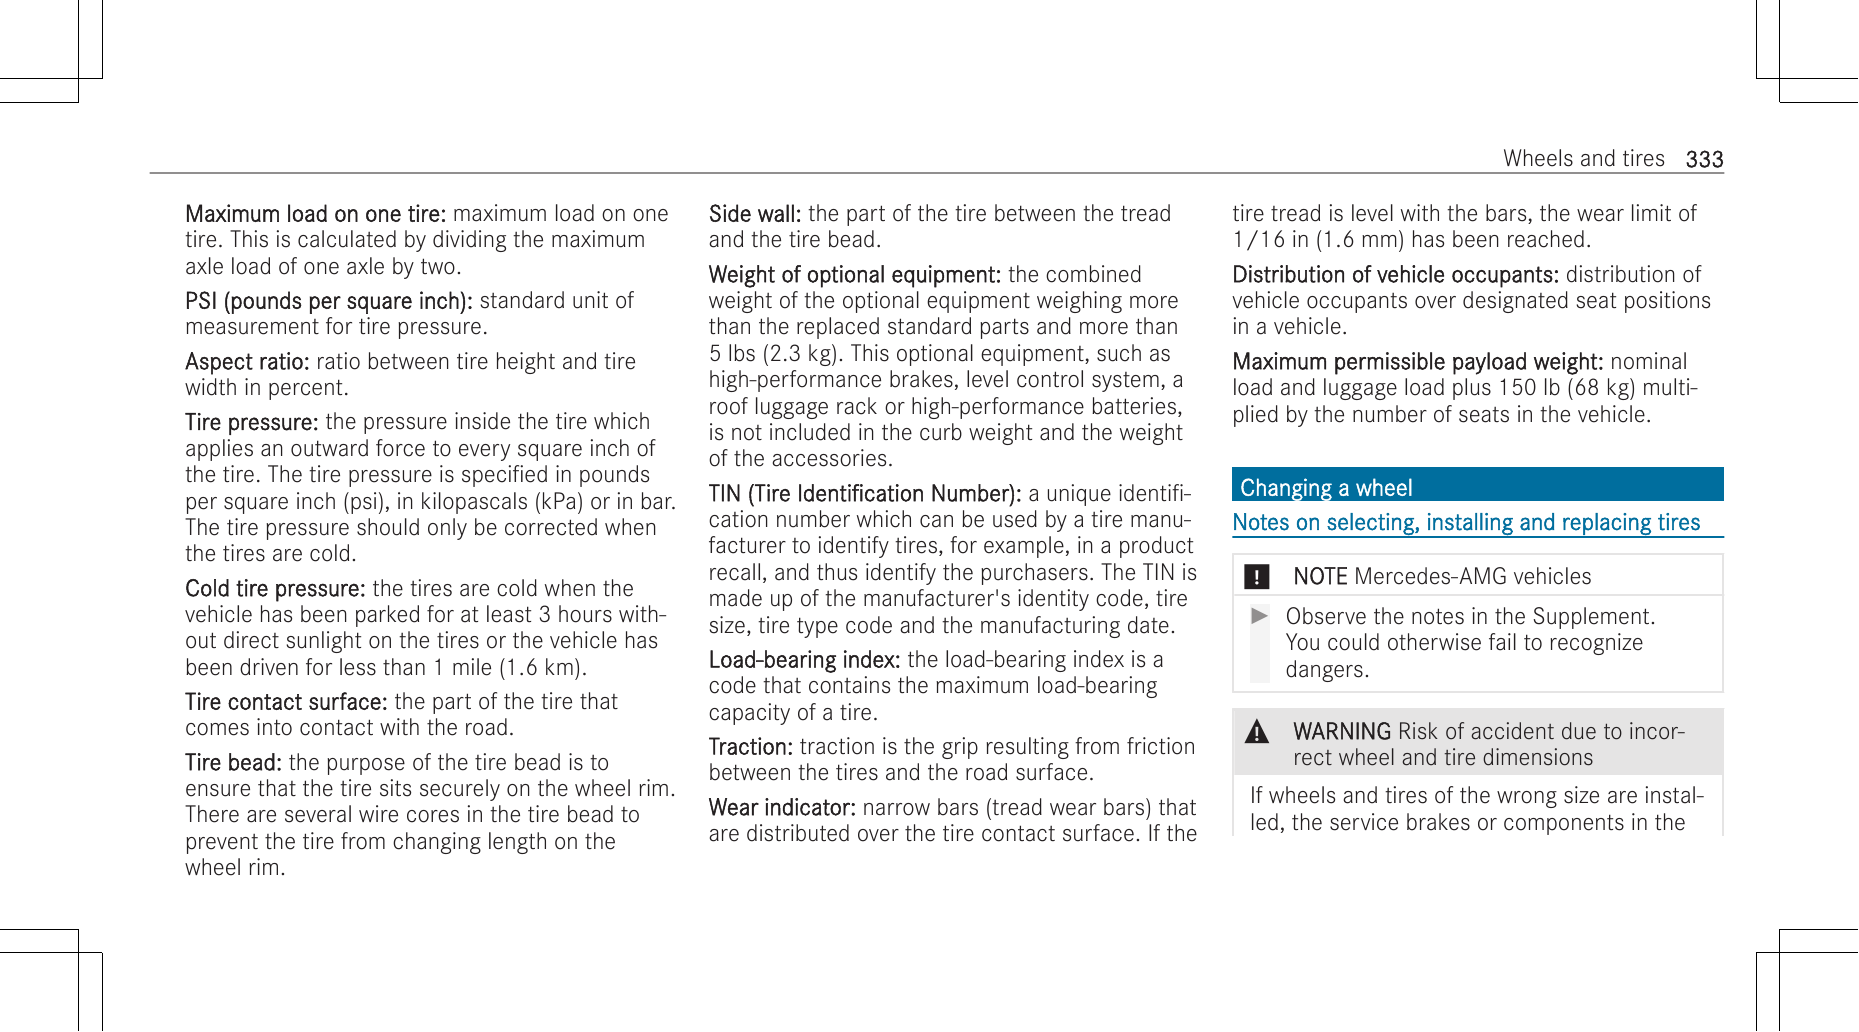 Wheels and tires 333
Maximum load on one tire: maximum load on one
tire. This is calculated by dividing the maximum
axle load of one axle by two.
PSI (pounds per square inch): standard unit of
measurement for tire pressure.
Aspect ratio: ratio between tire height and tire
width in percent.
Tire pressure: the pressure inside the tire which
applies an outward force to every square inch of
the tire. The tire pressure is specified in pounds
per square inch (psi), in kilopascals (kPa) or in bar.
The tire pressure should only be corrected when
the tires are cold.
Cold tire pressure: the tires are cold when the
vehicle has been parked for at least 3 hours with-
out direct sunlight on the tires or the vehicle has
been driven for less than 1 mile (1.6 km).
Tire contact surface: the part of the tire that
comes into contact with the road.
Tire bead: the purpose of the tire bead is to
ensure that the tire sits securely on the wheel rim.
There are several wire cores in the tire bead to
prevent the tire from changing length on the
wheel rim.
Side wall: the part of the tire between the tread
and the tire bead.
Weight of optional equipment: the combined
weight of the optional equipment weighing more
than the replaced standard parts and more than
5 lbs (2.3 kg). This optional equipment, such as
high-performance brakes, level control system, a
roof luggage rack or high-performance batteries,
is not included in the curb weight and the weight
of the accessories.
TIN (Tire Identification Number): a unique identifi-
cation number which can be used by a tire manu-
facturer to identify tires, for example, in a product
recall, and thus identify the purchasers. The TIN is
made up of the manufacturer's identity code, tire
size, tire type code and the manufacturing date.
Load-bearing index: the load-bearing index is a
code that contains the maximum load-bearing
capacity of a tire.
Traction: traction is the grip resulting from friction
between the tires and the road surface.
Wear indicator: narrow bars (tread wear bars) that
are distributed over the tire contact surface. If the
tire tread is level with the bars, the wear limit of
1/16 in (1.6 mm) has been reached.
Distribution of vehicle occupants: distribution of
vehicle occupants over designated seat positions
in a vehicle.
Maximum permissible payload weight: nominal
load and luggage load plus 150 lb (68 kg) multi-
plied by the number of seats in the vehicle.
Changing a wheel
Notes on selecting, installing and replacing tires
! NOTE Mercedes-AMG vehicles
▶ Observe the notes in the Supplement.
You could otherwise fail to recognize
dangers.
WARNING Risk of accident due to incor-
rect wheel and tire dimensions
If wheels and tires of the wrong size are instal-
led, the service brakes or components in the